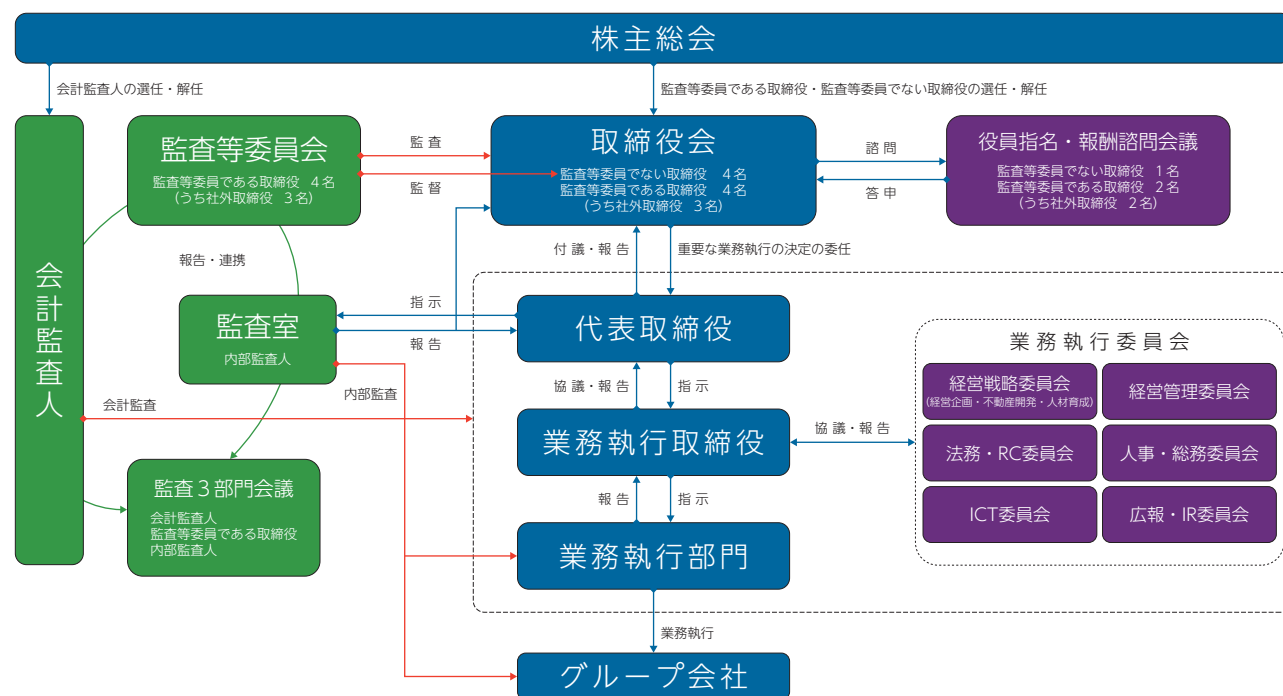 株主総会
会計監査人の選任・解任
監査等委員である取締役・監査等委員でない取締役の選任・解任
会計監査人
監査等委員会
監査等委員である取締役 4名
(うち社外取締役 3名)
監査
監督
取締役会
監査等委員でない取締役 4名
監査等委員である取締役 4名
(うち社外取締役 3名)
諮問
答申
役員指名・報酬諮問会議
監査等委員でない取締役 1名
監査等委員である取締役 2名
(うち社外取締役 2名)
報告・連携
付議・報告
重要な業務執行の決定の委任
監査室
内部監査人
指示
報告
代表取締役
内部監査
会計監査
協議・報告
指示
業務執行取締役
協議・報告
業務執行委員会
経営戦略委員会
(経営企画・不動産開発・人材育成)
経営管理委員会
法務・RC委員会
人事・総務委員会
ICT委員会
広報・IR委員会
監査3部門会議
会計監査人
監査等委員である取締役
内部監査人
報告
指示
業務執行部門
業務執行
グループ会社